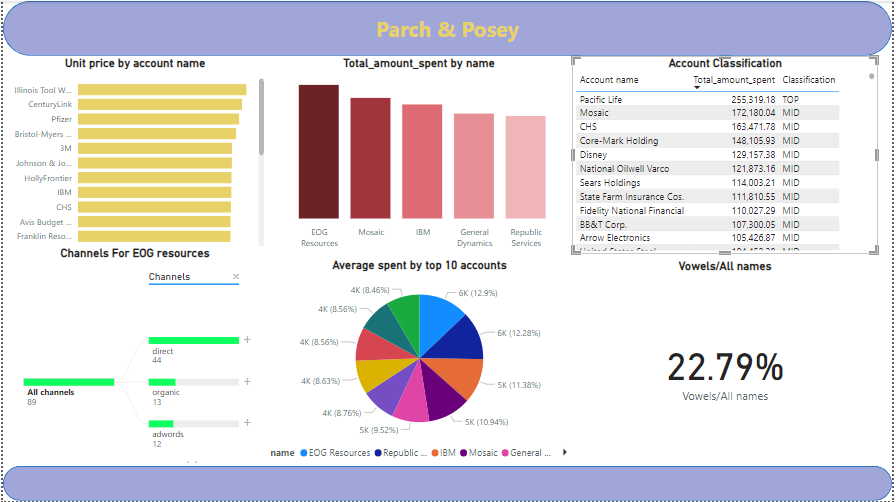 Parch & Posey
Unit price by account name
Illinois Tool W...
CenturyLink
Pfizer
Bristol-Myers ...
3M
Johnson & Jo...
HollyFrontier
IBM
CHS
Avis Budget ...
Franklin Reso...
Total_amount_spent by name
EOG Resources
Mosaic
IBM
General Dynamics
Republic Services
Account Classification
Account name Total_amount_spent Classification
Pacific Life 255,319.18 TOP
Mosaic 172,180.04 MID
CHS 163,471.78 MID
Core-Mark Holding 148,105.93 MID
Disney 129,157.38 MID
National Oilwell Varco 121,873.16 MID
Sears Holdings 114,003.21 MID
State Farm Insurance Cos. 111,810.55 MID
Fidelity National Financial 110,027.29 MID
BB&T Corp. 107,300.05 MID
Arrow Electronics 105,426.87 MID
Channels For EOG resources
Channels ×
All channels
89
direct
44
organic
13
adwords
12
Average spent by top 10 accounts
6K (12.9%)
6K (12.28%)
5K (11.38%)
5K (10.94%)
5K (9.52%)
4K (8.76%)
4K (8.63%)
4K (8.56%)
4K (8.56%)
4K (8.46%)
name EOG Resources Republic ... IBM Mosaic General ...
Vowels/All names
22.79%
Vowels/All names